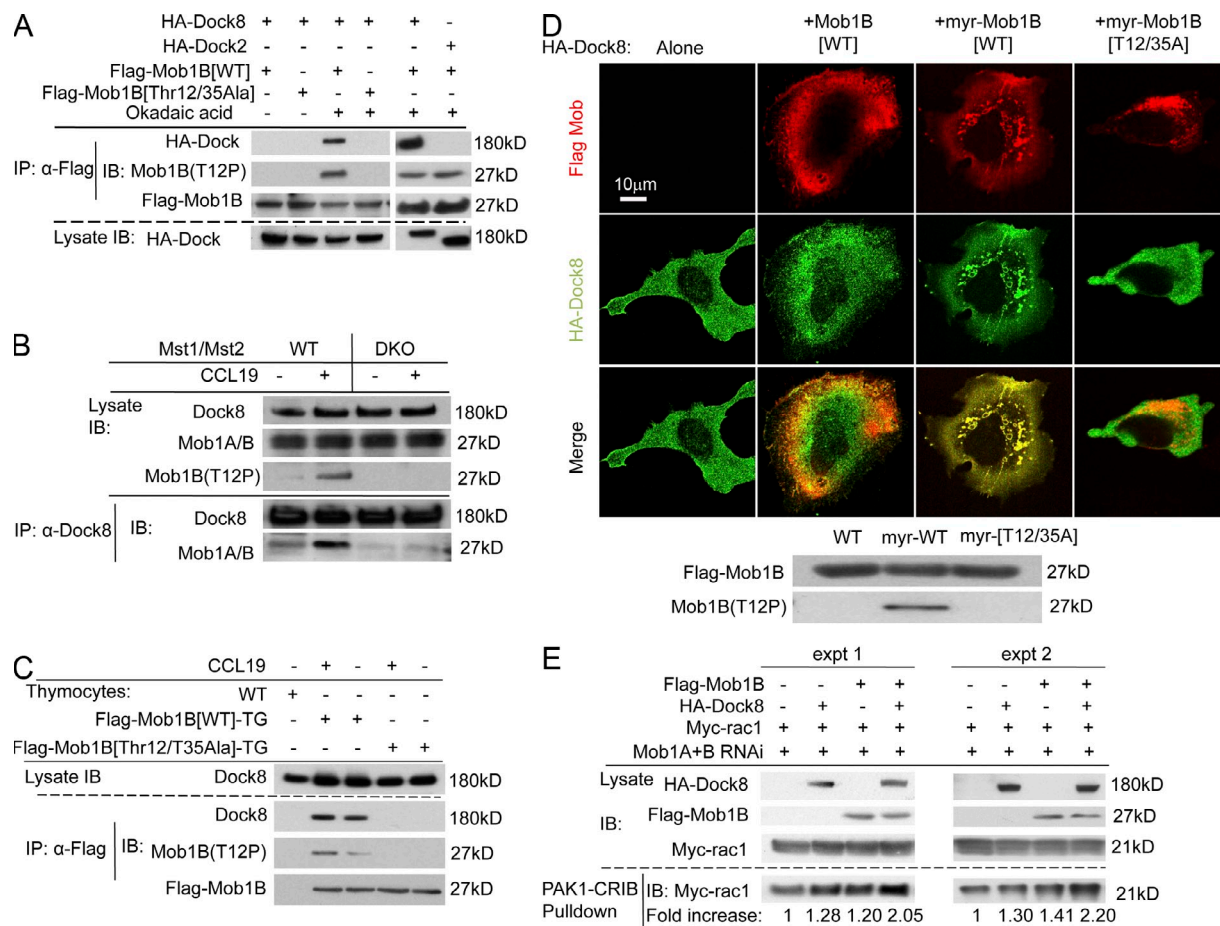 A
HA-Dock8 + + + + + -
HA-Dock2 - - - - - +
Flag-Mob1B[WT] + - + - + +
Flag-Mob1B[Thr12/35Ala] - + - + - -
Okadaic acid - - + + + +
HA-Dock 180kD
IP: α-Flag IB: Mob1B(T12P) 27kD
Flag-Mob1B 27kD
Lysate IB: HA-Dock 180kD
B
Mst1/Mst2 WT DKO
CCL19 - + - +
Lysate IB: Dock8 180kD
Mob1A/B 27kD
Mob1B(T12P) 27kD
IP: α-Dock8 IB: Dock8 180kD
Mob1A/B 27kD
C
CCL19 - + - + -
Thymocytes: WT + - - - -
Flag-Mob1B[WT]-TG - + + - -
Flag-Mob1B[Thr12/T35Ala]-TG - - - + +
Lysate IB Dock8 180kD
Dock8 180kD
IP: α-Flag IB: Mob1B(T12P) 27kD
Flag-Mob1B 27kD
D
HA-Dock8: Alone +Mob1B [WT] +myr-Mob1B [WT] +myr-Mob1B [T12/35A]
Flag Mob
10μm
HA-Dock8
Merge
WT myr-WT myr-[T12/35A]
Flag-Mob1B 27kD
Mob1B(T12P) 27kD
E
expt 1 expt 2
Flag-Mob1B - - + + - - + +
HA-Dock8 - + - + - + - +
Myc-rac1 + + + + + + + +
Mob1A+B RNAi + + + + + + + +
Lysate IB: HA-Dock8 180kD
Flag-Mob1B 27kD
Myc-rac1 21kD
PAK1-CRIB Pulldown IB: Myc-rac1 21kD
Fold increase: 1 1.28 1.20 2.05 1 1.30 1.41 2.20